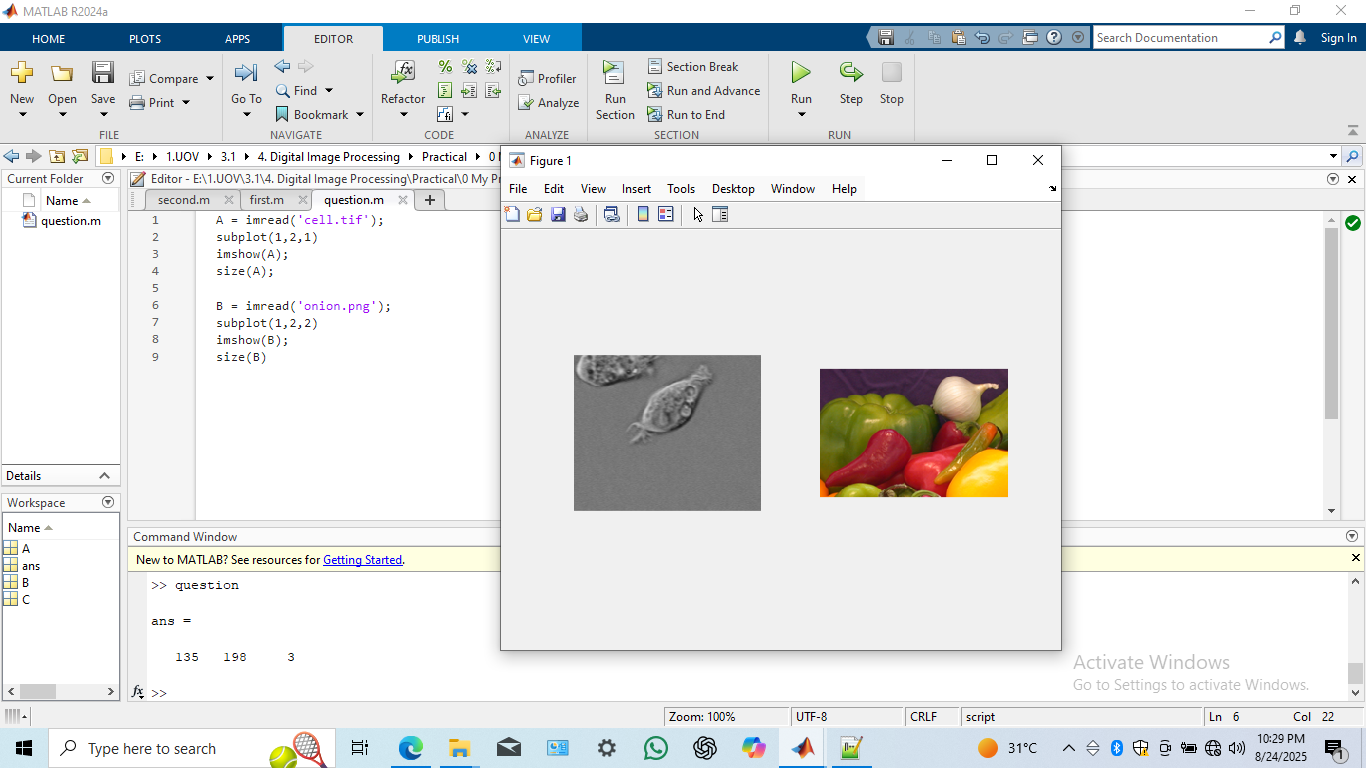 MATLAB R2024a
HOME PLOTS APPS EDITOR PUBLISH VIEW
Search Documentation
Sign In
New
Open
Save
Compare
Print
FILE
Go To
Find
Bookmark
NAVIGATE
Refactor
CODE
Profiler
Analyze
ANALYZE
Run
Section
Section Break
Run and Advance
Run to End
SECTION
Run
Step
Stop
RUN
E: 1.UOV 3.1 4. Digital Image Processing Practical
Current Folder
Name
question.m
Details
Workspace
Name
A
ans
B
C
Editor - E:\1.UOV\3.1\4. Digital Image Processing\Practical\0 My Pr
second.m first.m question.m
1 A = imread('cell.tif');
2 subplot(1,2,1)
3 imshow(A);
4 size(A);
5
6 B = imread('onion.png');
7 subplot(1,2,2)
8 imshow(B);
9 size(B)
Figure 1
File Edit View Insert Tools Desktop Window Help
Command Window
New to MATLAB? See resources for Getting Started.
>> question
ans =
135 198 3
fx >>
Activate Windows
Go to Settings to activate Windows.
Zoom: 100% UTF-8 CRLF script Ln 6 Col 22
Type here to search
31°C
10:29 PM
8/24/2025
1